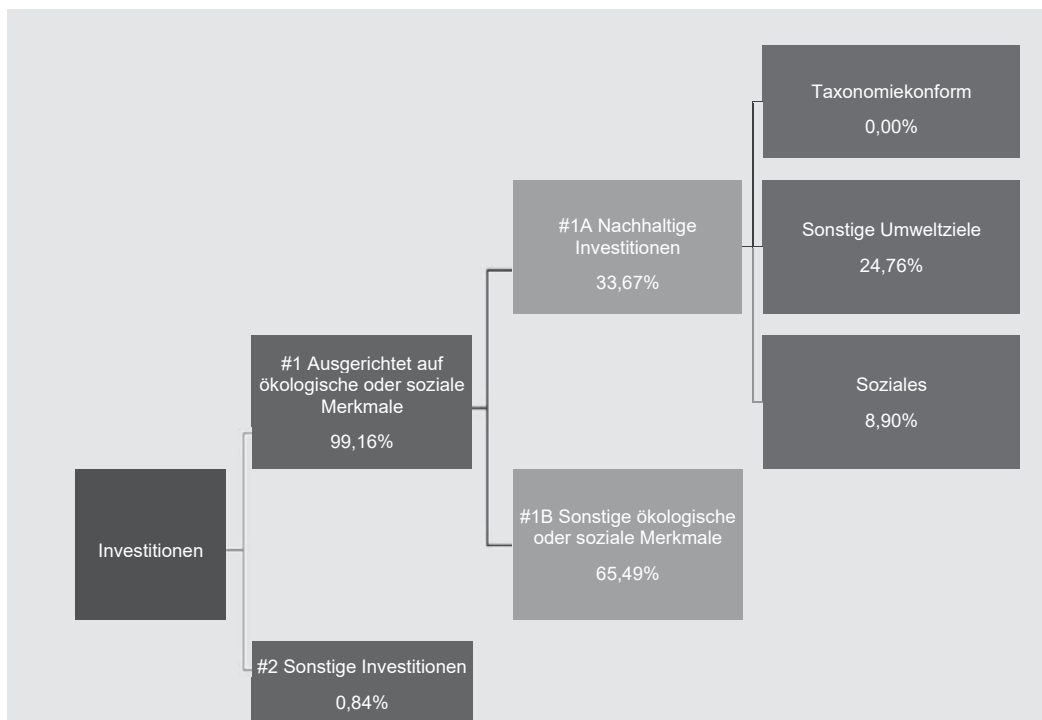 Taxonomiekonform
0,00%
#1A Nachhaltige
Investitionen
33,67%
Sonstige Umweltziele
24,76%
#1 Ausgerichtet auf
ökologische oder soziale
Merkmale
99,16%
Soziales
8,90%
Investitionen
#1B Sonstige ökologische
oder soziale Merkmale
65,49%
#2 Sonstige Investitionen
0,84%